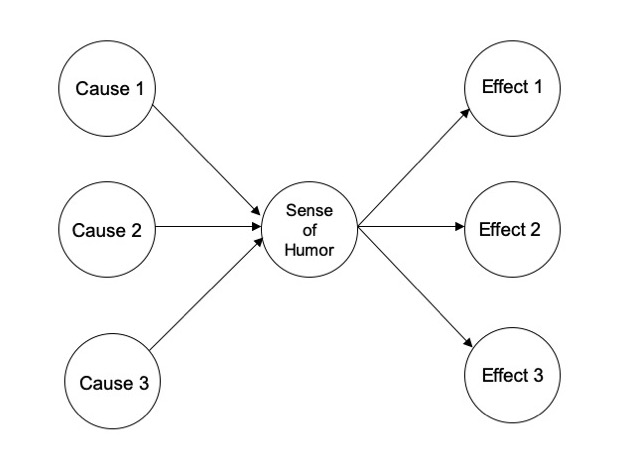 Cause 1
Effect 1
Cause 2
Sense
of
Humor
Effect 2
Cause 3
Effect 3